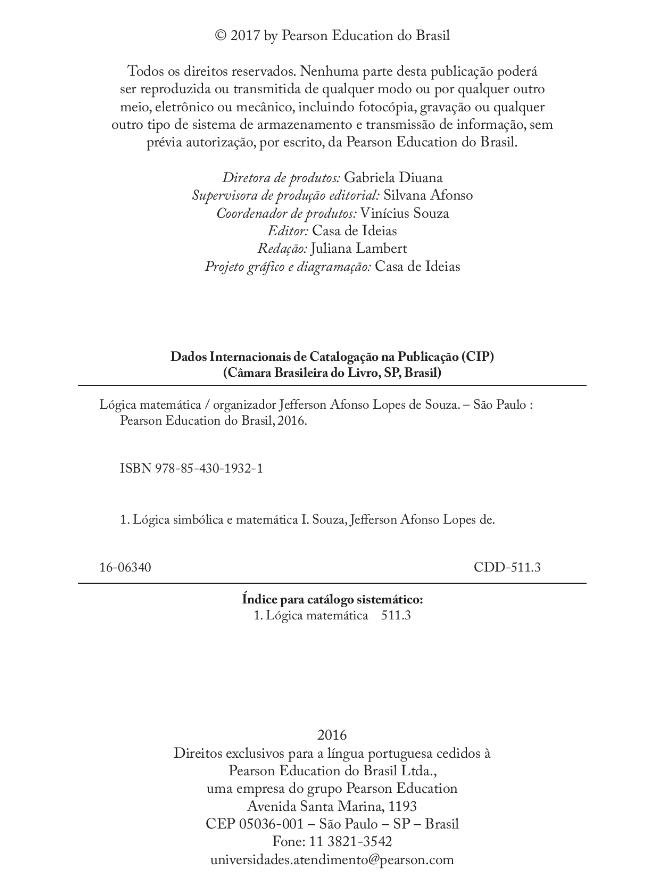 © 2017 by Pearson Education do Brasil
Todos os direitos reservados. Nenhuma parte desta publicação poderá
ser reproduzida ou transmitida de qualquer modo ou por qualquer outro
meio, eletrônico ou mecânico, incluindo fotocópia, gravação ou qualquer
outro tipo de sistema de armazenamento e transmissão de informação, sem
prévia autorização, por escrito, da Pearson Education do Brasil.
Diretora de produtos: Gabriela Diuana
Supervisora de produção editorial: Silvana Afonso
Coordenador de produtos: Vinícius Souza
Editor: Casa de Ideias
Redação: Juliana Lambert
Projeto gráfico e diagramação: Casa de Ideias
Dados Internacionais de Catalogação na Publicação (CIP)
(Câmara Brasileira do Livro, SP, Brasil)
Lógica matemática / organizador Jefferson Afonso Lopes de Souza. – São Paulo :
Pearson Education do Brasil, 2016.
ISBN 978-85-430-1932-1
1. Lógica simbólica e matemática I. Souza, Jefferson Afonso Lopes de.
16-06340 CDD-511.3
Índice para catálogo sistemático:
1. Lógica matemática 511.3
2016
Direitos exclusivos para a língua portuguesa cedidos à
Pearson Education do Brasil Ltda.,
uma empresa do grupo Pearson Education
Avenida Santa Marina, 1193
CEP 05036-001 – São Paulo – SP – Brasil
Fone: 11 3821-3542
universidades.atendimento@pearson.com